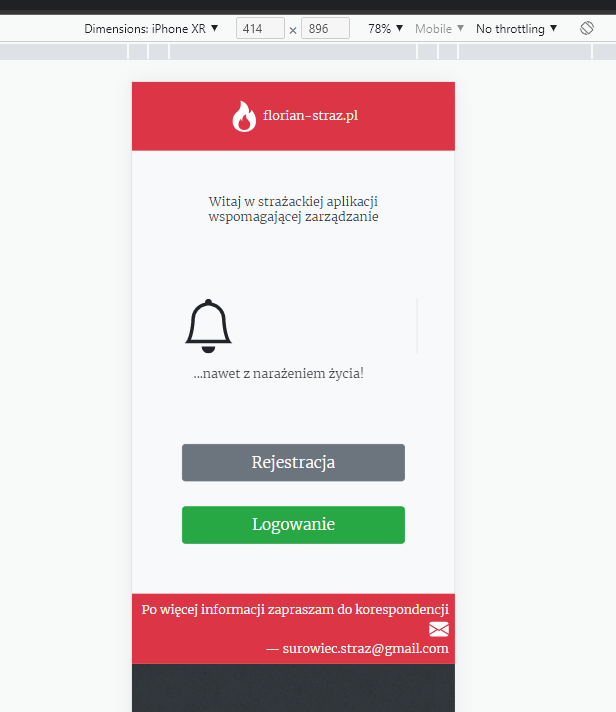 Dimensions: iPhone XR ▼ 414 × 896 78% ▼ Mobile ▼ No throttling ▼
florian-straz.pl
Witaj w strażackiej aplikacji
wspomagającej zarządzanie
...nawet z narażeniem życia!
Rejestracja
Logowanie
Po więcej informacji zapraszam do korespondencji
— surowiec.straz@gmail.com